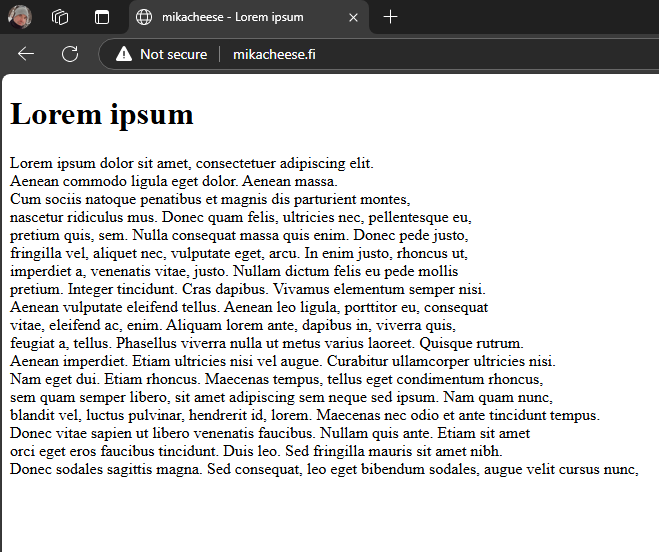 mikacheese - Lorem ipsum
Not secure
mikacheese.fi
Lorem ipsum
Lorem ipsum dolor sit amet, consectetuer adipiscing elit.
Aenean commodo ligula eget dolor. Aenean massa.
Cum sociis natoque penatibus et magnis dis parturient montes,
nascetur ridiculus mus. Donec quam felis, ultricies nec, pellentesque eu,
pretium quis, sem. Nulla consequat massa quis enim. Donec pede justo,
fringilla vel, aliquet nec, vulputate eget, arcu. In enim justo, rhoncus ut,
imperdiet a, venenatis vitae, justo. Nullam dictum felis eu pede mollis
pretium. Integer tincidunt. Cras dapibus. Vivamus elementum semper nisi.
Aenean vulputate eleifend tellus. Aenean leo ligula, porttitor eu, consequat
vitae, eleifend ac, enim. Aliquam lorem ante, dapibus in, viverra quis,
feugiat a, tellus. Phasellus viverra nulla ut metus varius laoreet. Quisque rutrum.
Aenean imperdiet. Etiam ultricies nisi vel augue. Curabitur ullamcorper ultricies nisi.
Nam eget dui. Etiam rhoncus. Maecenas tempus, tellus eget condimentum rhoncus,
sem quam semper libero, sit amet adipiscing sem neque sed ipsum. Nam quam nunc,
blandit vel, luctus pulvinar, hendrerit id, lorem. Maecenas nec odio et ante tincidunt tempus.
Donec vitae sapien ut libero venenatis faucibus. Nullam quis ante. Etiam sit amet
orci eget eros faucibus tincidunt. Duis leo. Sed fringilla mauris sit amet nibh.
Donec sodales sagittis magna. Sed consequat, leo eget bibendum sodales, augue velit cursus nunc,